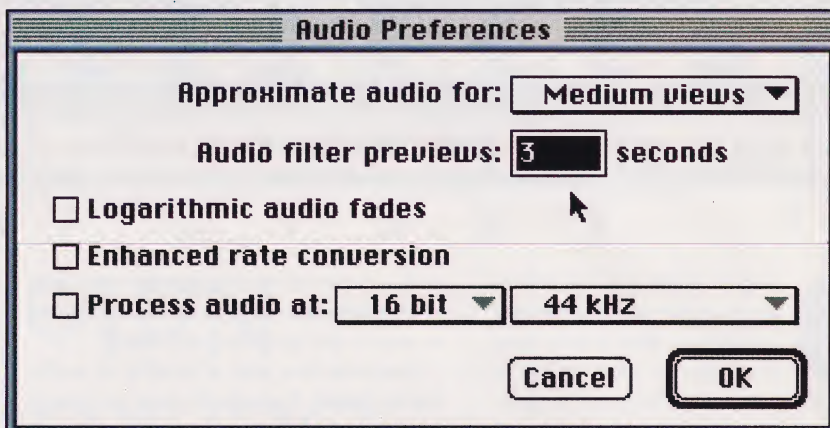 Audio Preferences
Approximate audio for: Medium views
Audio filter previews: 3 seconds
Logarithmic audio fades
Enhanced rate conversion
Process audio at: 16 bit 44 kHz
Cancel OK